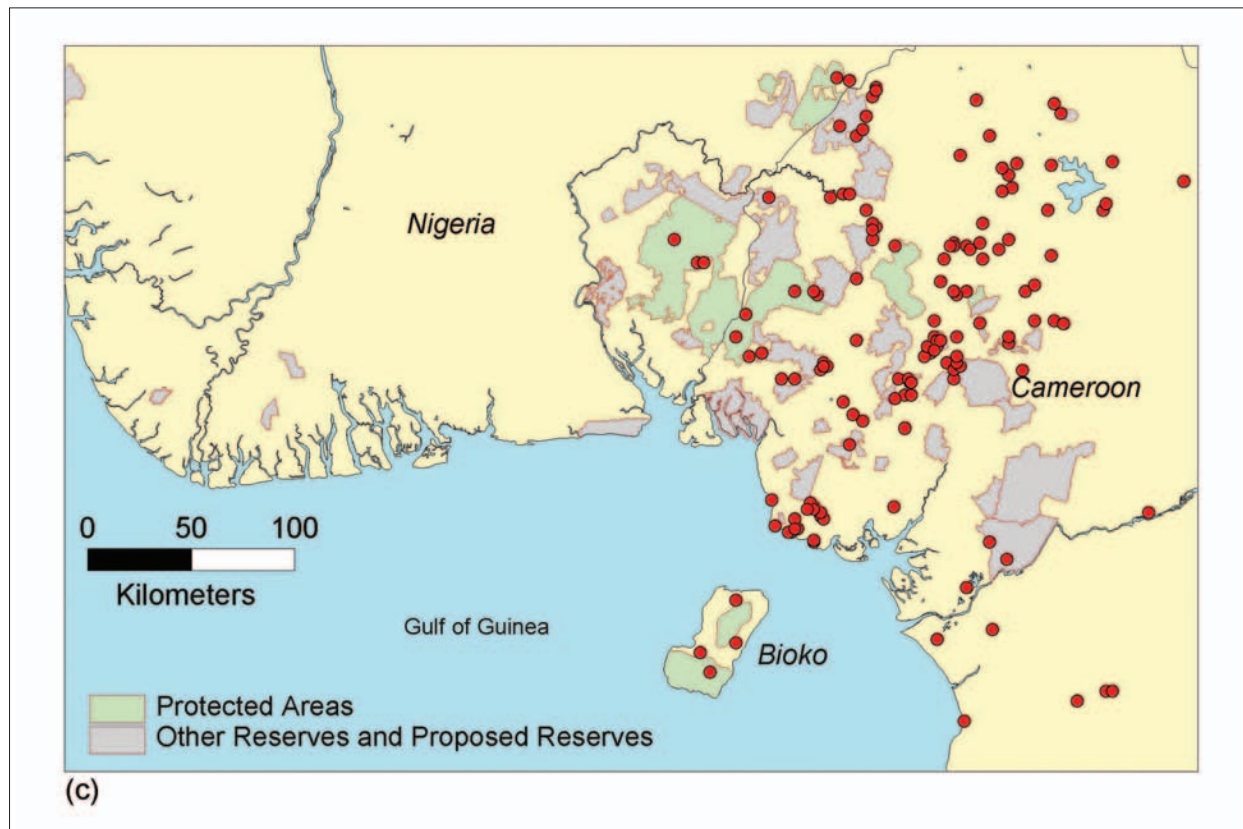 Nigeria
Cameroon
0 50 100
Kilometers
Gulf of Guinea
Bioko
Protected Areas
Other Reserves and Proposed Reserves
(c)